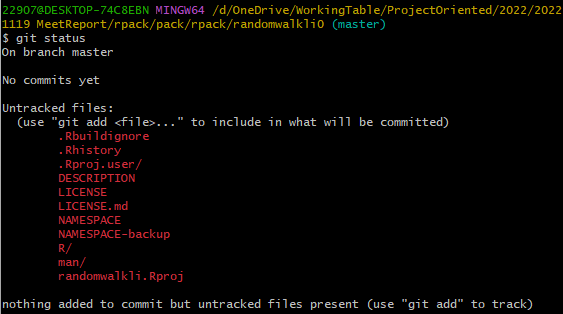 22907@DESKTOP-74C8EBN MINGW64 /d/OneDrive/WorkingTable/ProjectOriented/2022/2022
1119 MeetReport/rpack/pack/rpack/randomwalkli0 (master)
$ git status
On branch master

No commits yet

Untracked files:
  (use "git add <file>..." to include in what will be committed)
        .Rbuildignore
        .Rhistory
        .Rproj.user/
        DESCRIPTION
        LICENSE
        LICENSE.md
        NAMESPACE
        NAMESPACE-backup
        R/
        man/
        randomwalkli.Rproj

nothing added to commit but untracked files present (use "git add" to track)